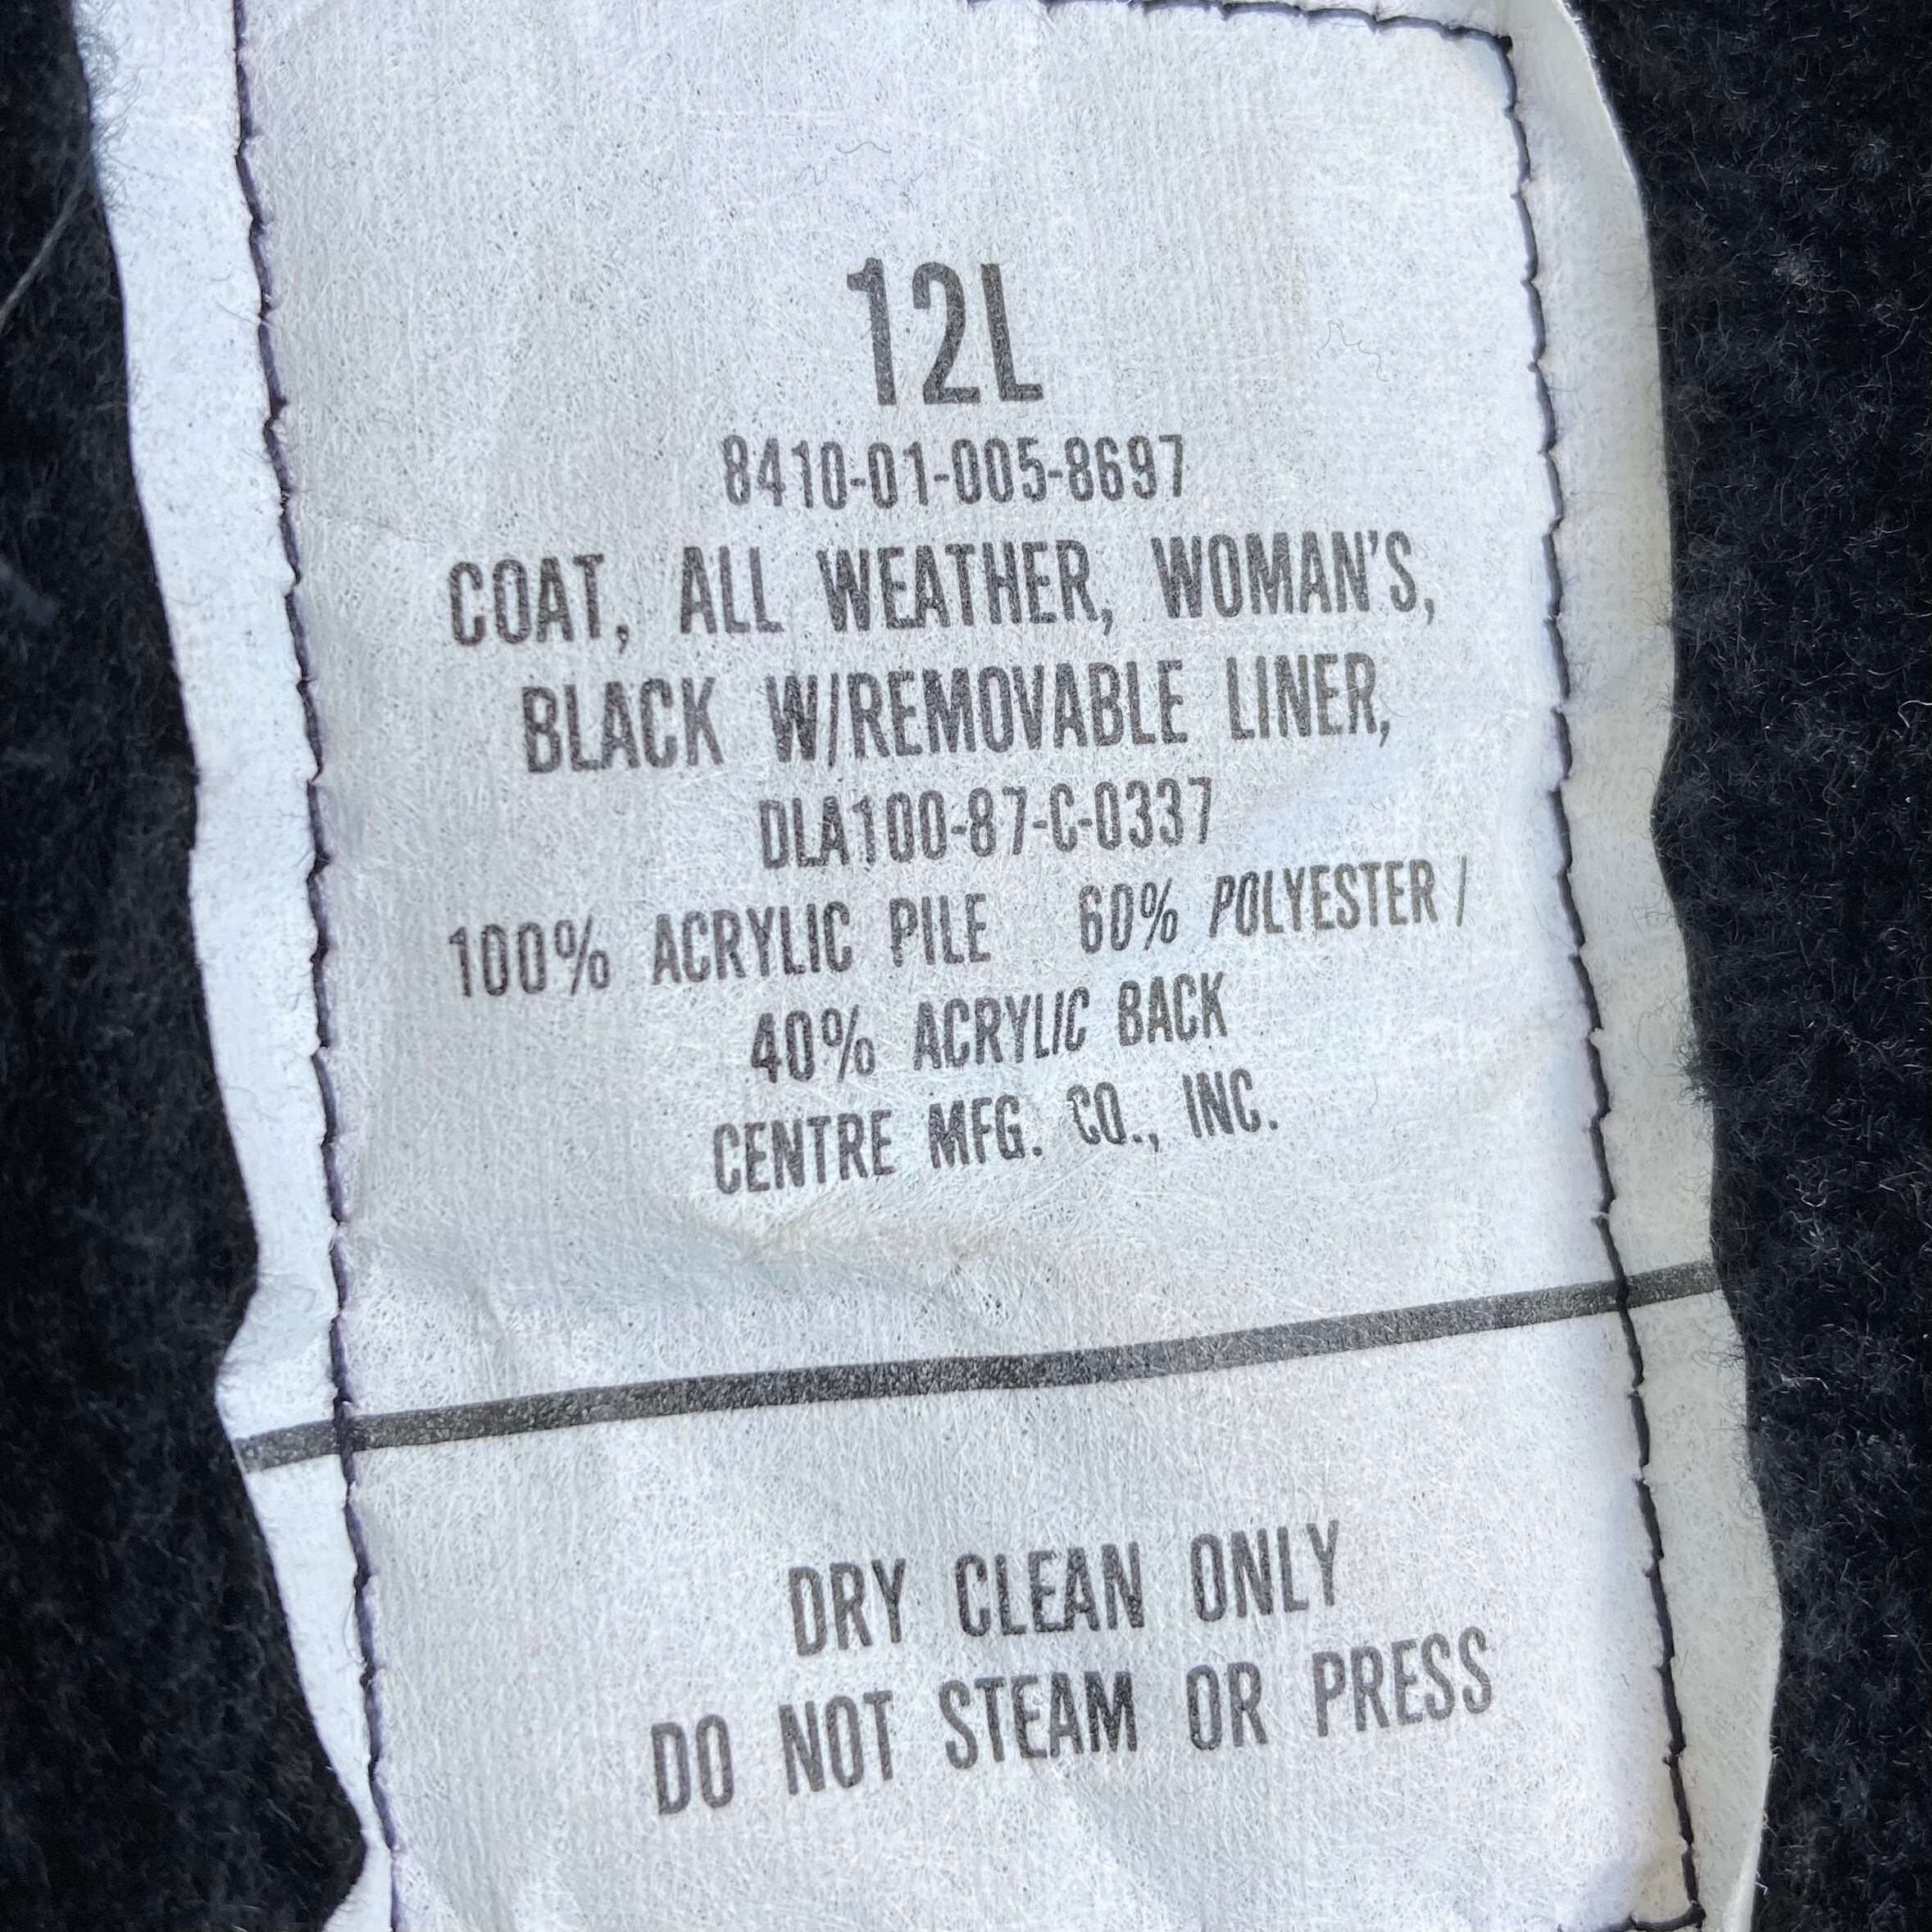 12L
8410-01-005-8697
COAT, ALL WEATHER, WOMAN'S,
BLACK W/REMOVABLE LINER,
DLA100-87-C-0337
100% ACRYLIC PILE 60% POLYESTER /
40% ACRYLIC BACK
CENTRE MFG. CO., INC.
DRY CLEAN ONLY
DO NOT STEAM OR PRESS